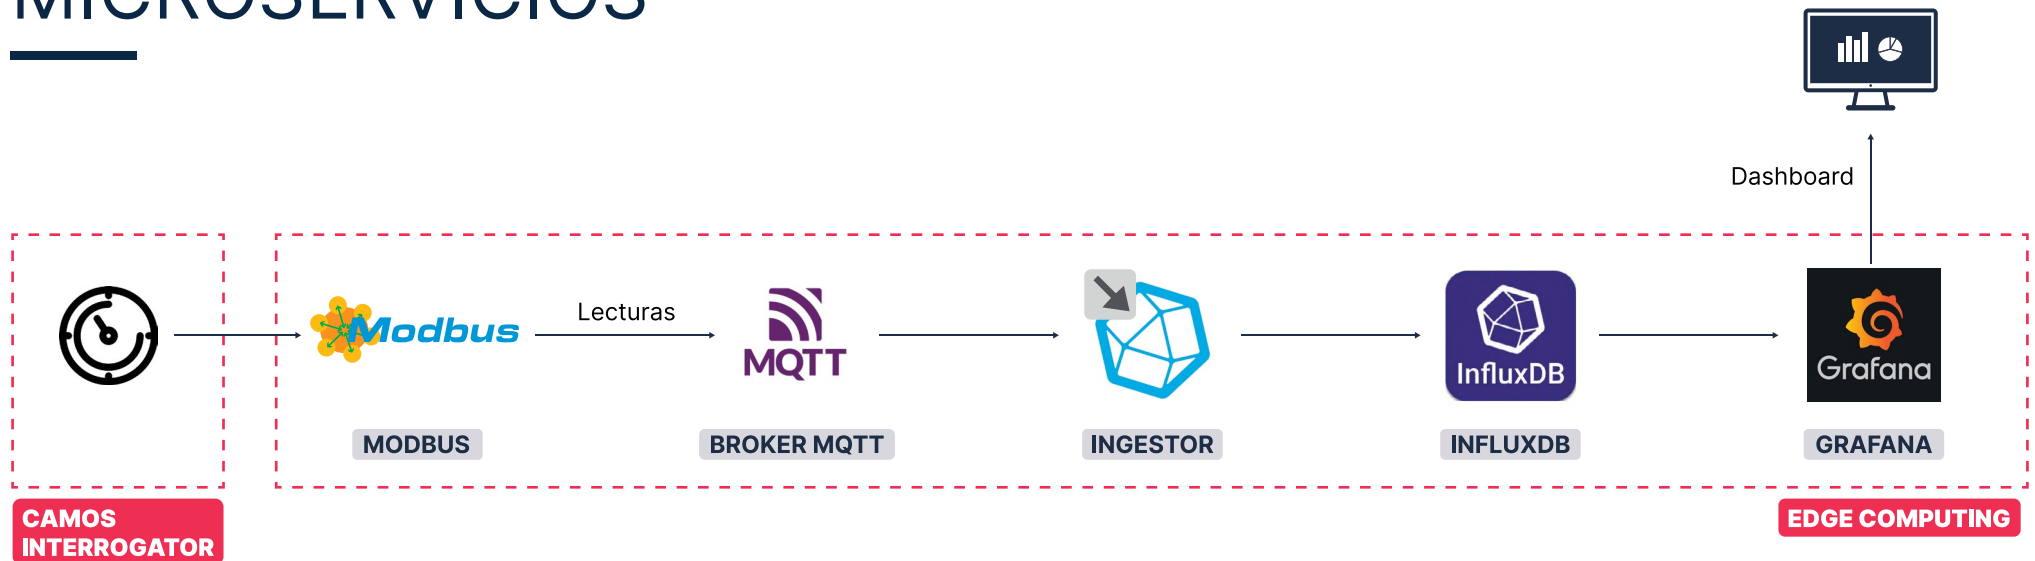 MICROSERVICIOS
Dashboard
Lecturas
Modbus
MQTT
InfluxDB
Grafana
MODBUS
BROKER MQTT
INGESTOR
INFLUXDB
GRAFANA
CAMOS
INTERROGATOR
EDGE COMPUTING